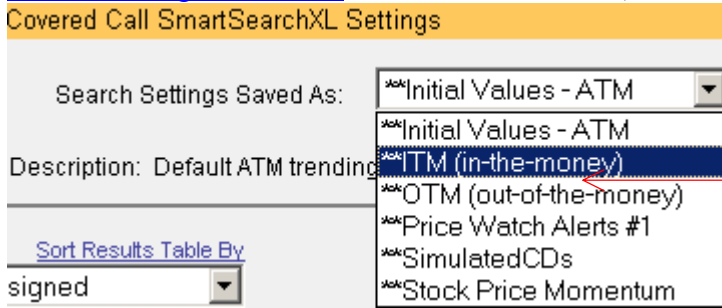 Covered Call SmartSearchXL Settings
Search Settings Saved As:
***Initial Values - ATM
***Initial Values - ATM
***ITM (in-the-money)
Description: Default ATM trending
***OTM (out-of-the-money)
***Price Watch Alerts #1
Sort Results Table By
***SimulatedCDs
signed
***Stock Price Momentum